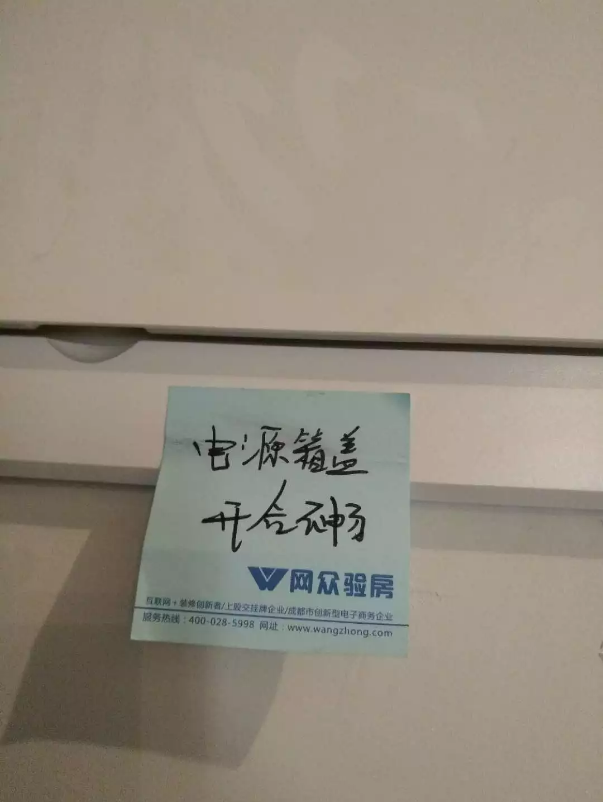 电源箱盖
开合不畅
网众验房
互联网+装修创新者/上股交挂牌企业/成都市创新型电子商务企业
服务热线:400-028-5998 网址:www.wangzhong.com